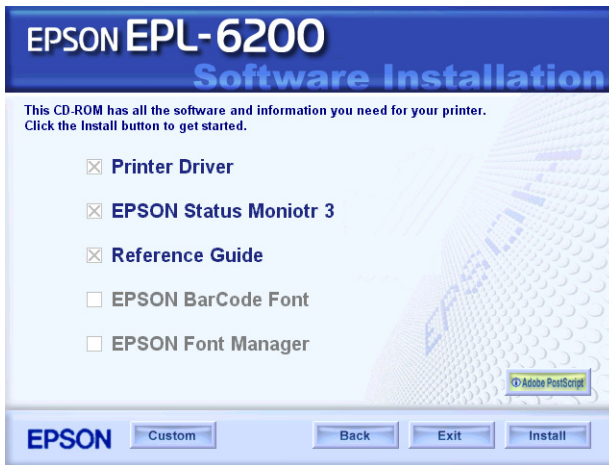 EPSON EPL-6200
Software Installation
This CD-ROM has all the software and information you need for your printer.
Click the Install button to get started.
Printer Driver
EPSON Status Moniotr 3
Reference Guide
EPSON BarCode Font
EPSON Font Manager
EPSON
Adobe PostScript
EPSON
Custom
Back
Exit
Install